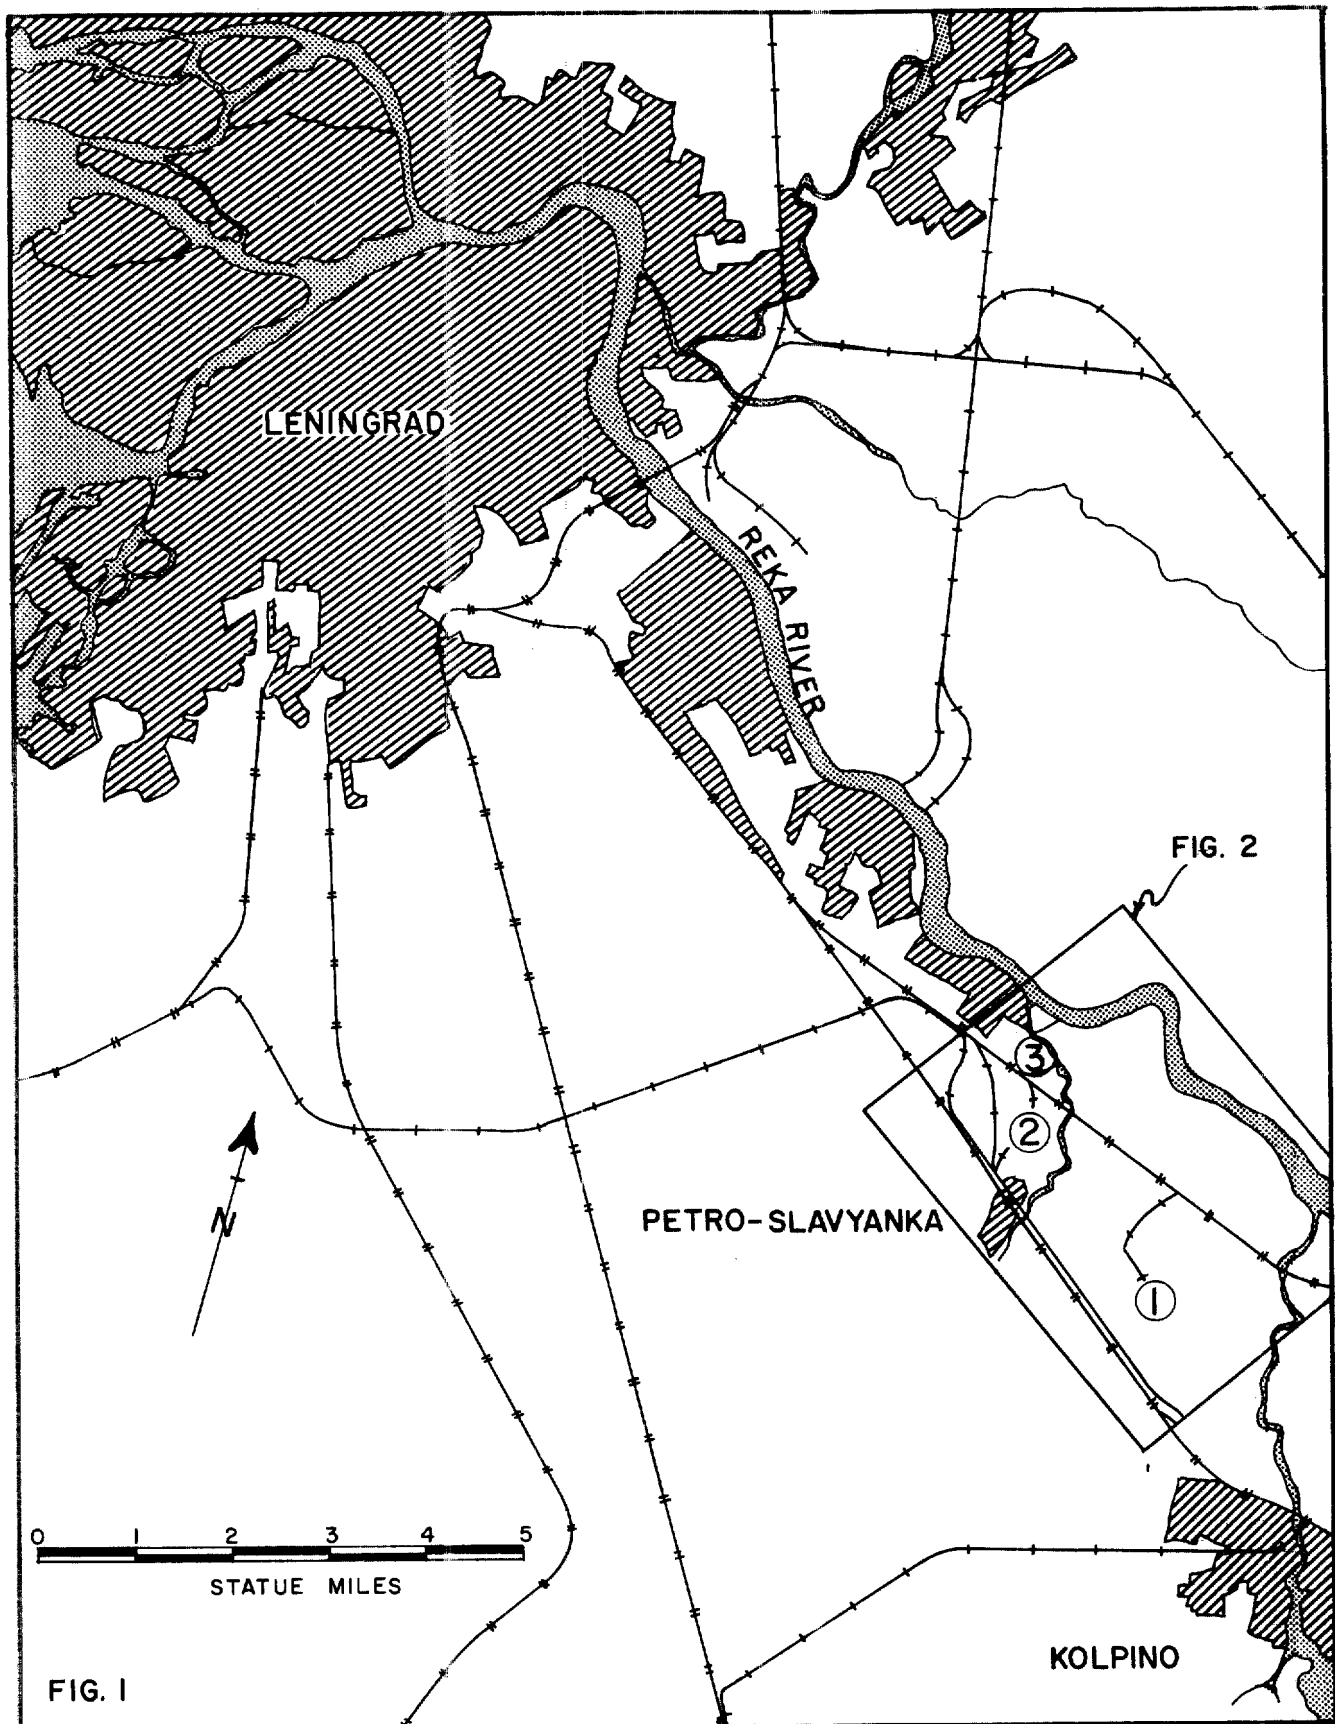 LENINGRAD
REKA RIVER
FIG. 2
3
2
PETRO-SLAVYANKA
N
1
0 1 2 3 4 5
STATUE MILES
KOLPINO
FIG. 1